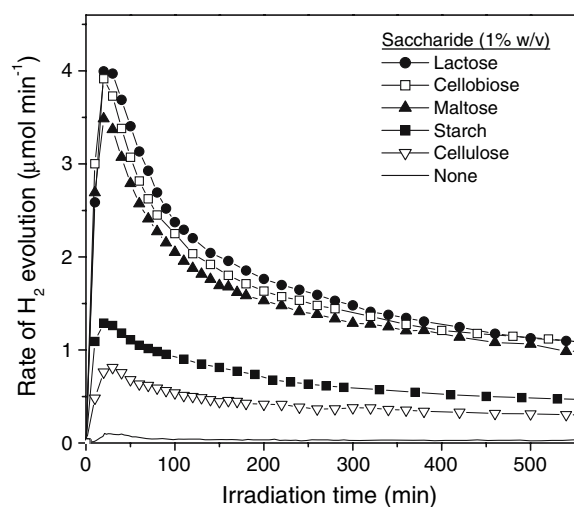 Saccharide (1% w/v)
Lactose
Cellobiose
Maltose
Starch
Cellulose
None
Rate of H₂ evolution (μmol min⁻¹)
4
3
2
1
0
0 100 200 300 400 500
Irradiation time (min)